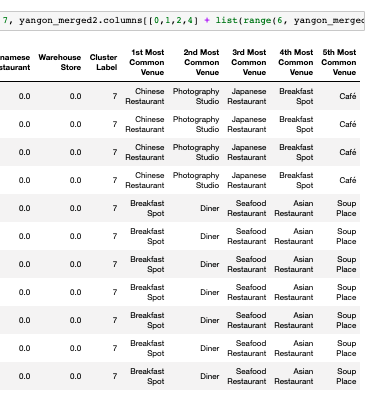 7, yangon_merged2.columns[[0,1,2,4] + list(range(6, yangon_merged
namese Restaurant Warehouse Store Cluster Label 1st Most Common Venue 2nd Most Common Venue 3rd Most Common Venue 4th Most Common Venue 5th Most Common Venue
0.0 0.0 7 Chinese Restaurant Photography Studio Japanese Restaurant Breakfast Spot Café
0.0 0.0 7 Chinese Restaurant Photography Studio Japanese Restaurant Breakfast Spot Café
0.0 0.0 7 Chinese Restaurant Photography Studio Japanese Restaurant Breakfast Spot Café
0.0 0.0 7 Chinese Restaurant Photography Studio Japanese Restaurant Breakfast Spot Café
0.0 0.0 7 Breakfast Spot Diner Seafood Restaurant Asian Restaurant Soup Place
0.0 0.0 7 Breakfast Spot Diner Seafood Restaurant Asian Restaurant Soup Place
0.0 0.0 7 Breakfast Spot Diner Seafood Restaurant Asian Restaurant Soup Place
0.0 0.0 7 Breakfast Spot Diner Seafood Restaurant Asian Restaurant Soup Place
0.0 0.0 7 Breakfast Spot Diner Seafood Restaurant Asian Restaurant Soup Place
0.0 0.0 7 Breakfast Spot Diner Seafood Restaurant Asian Restaurant Soup Place
0.0 0.0 7 Breakfast Spot Diner Seafood Restaurant Asian Restaurant Soup Place